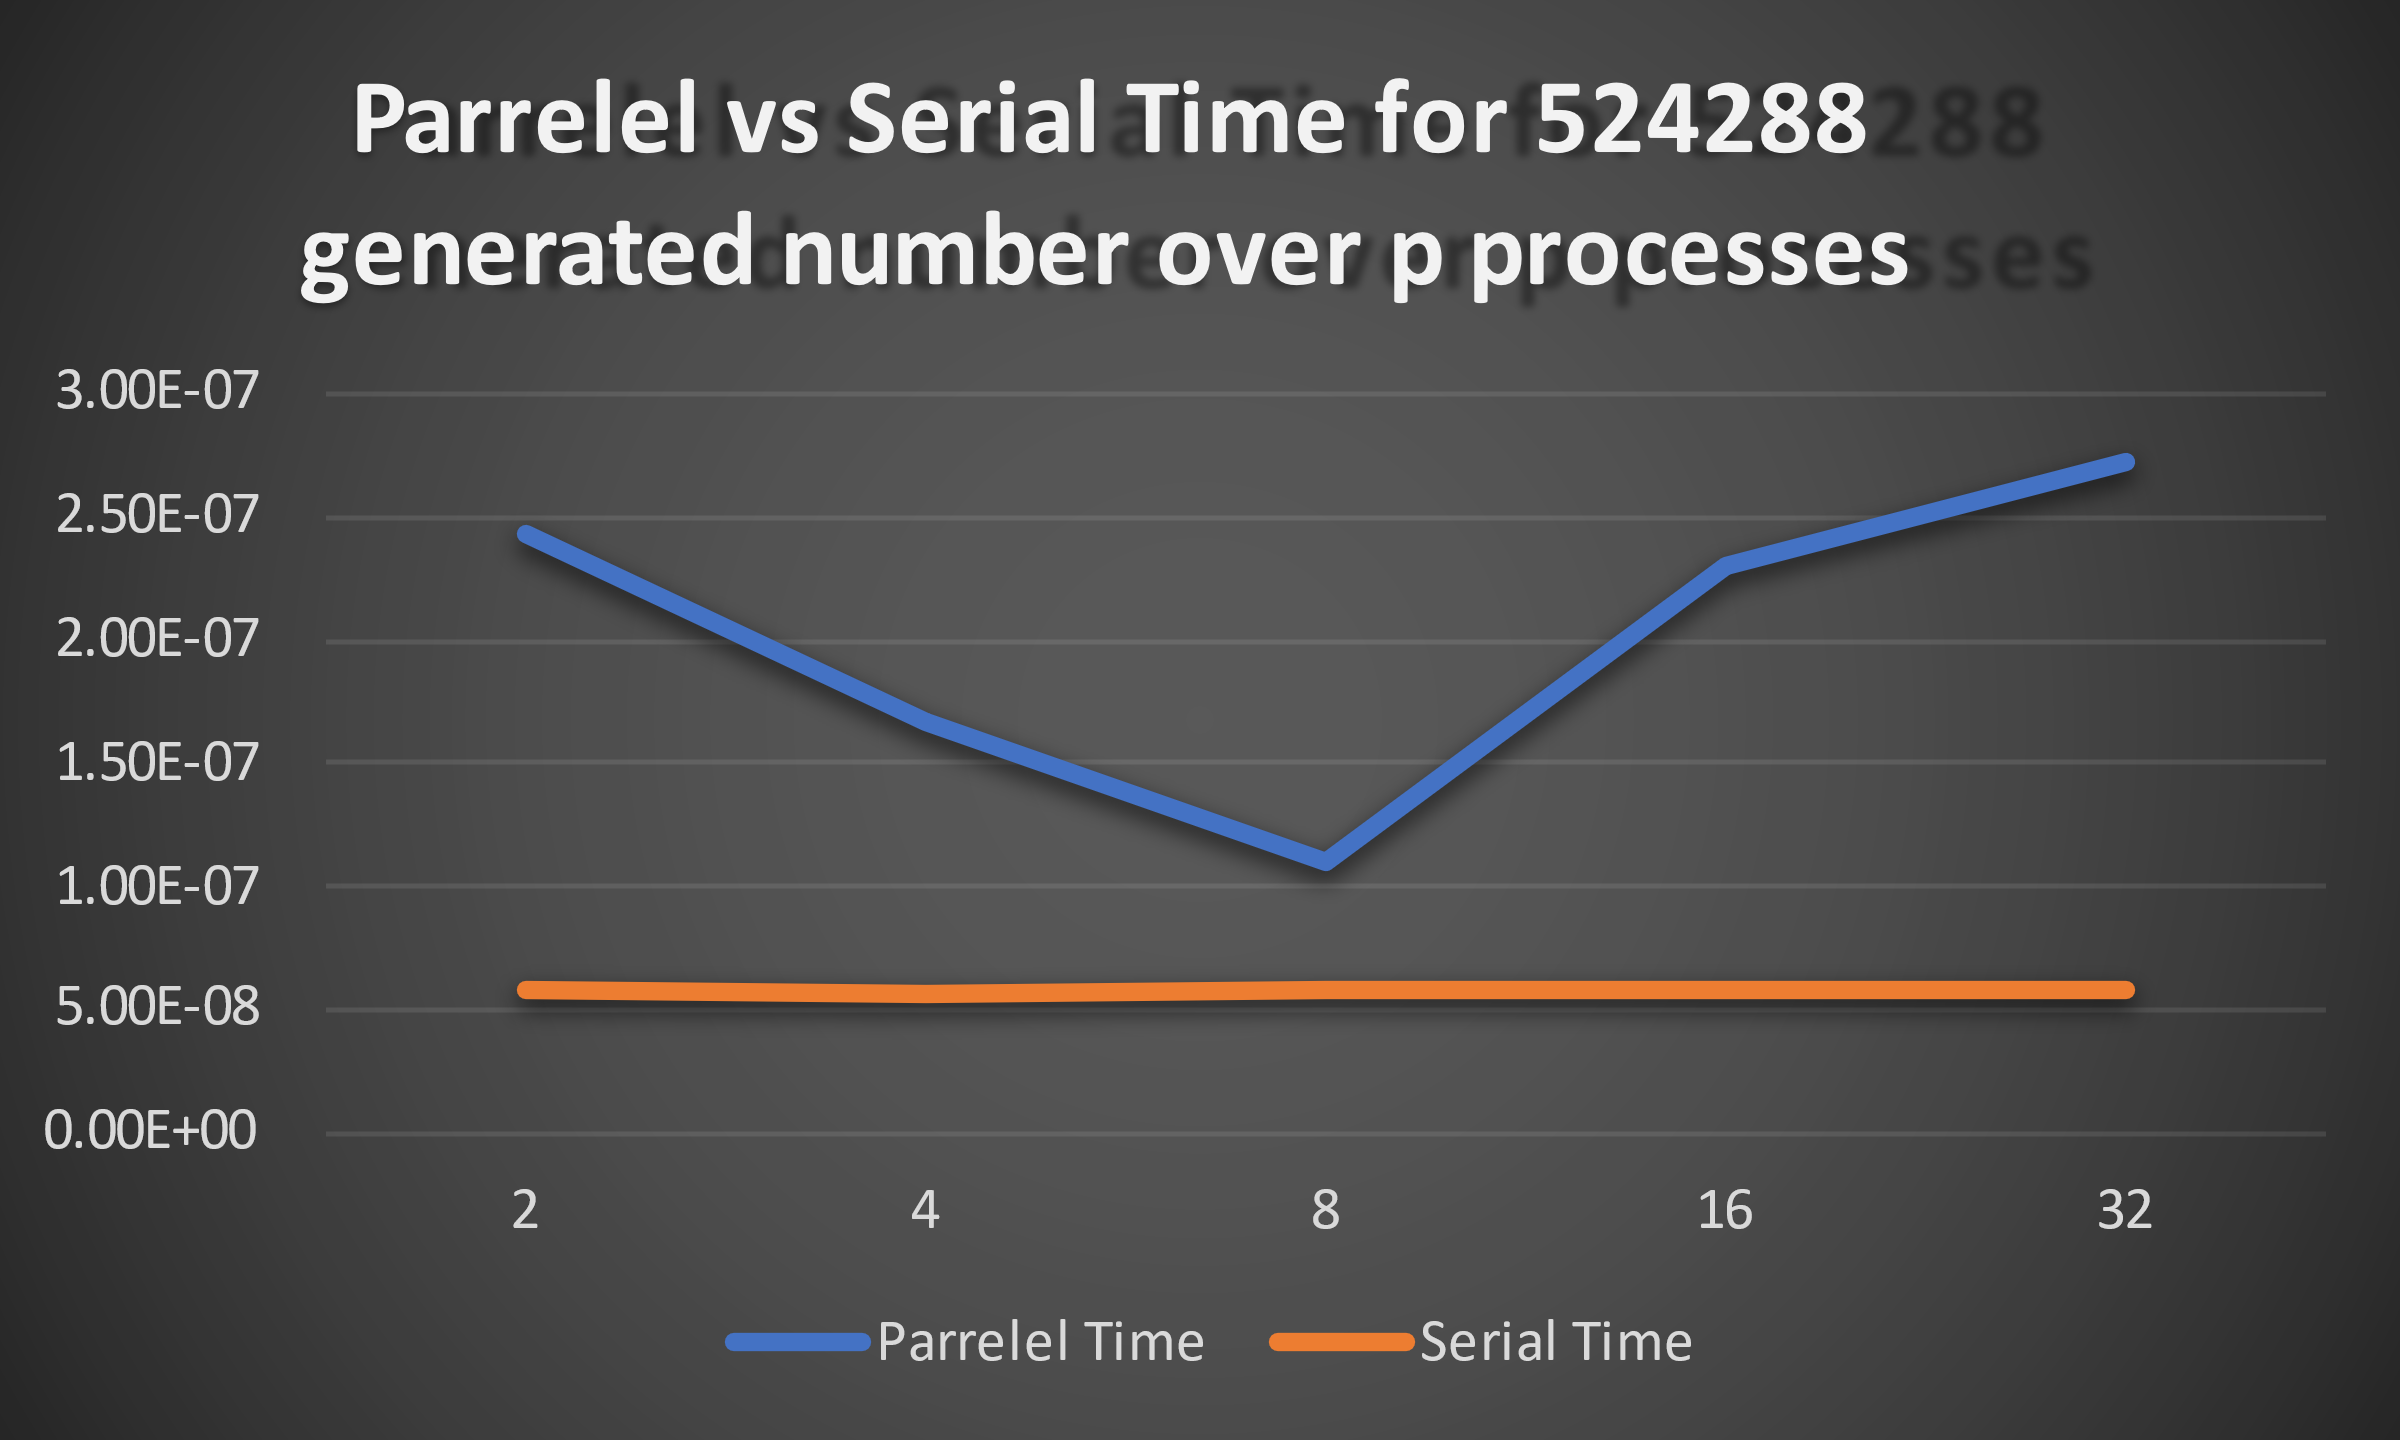 Parrelel vs Serial Time for 524288
generated number over p processes
3.00E-07
2.50E-07
2.00E-07
1.50E-07
1.00E-07
5.00E-08
0.00E+00
2 4 8 16 32
Parrelel Time Serial Time